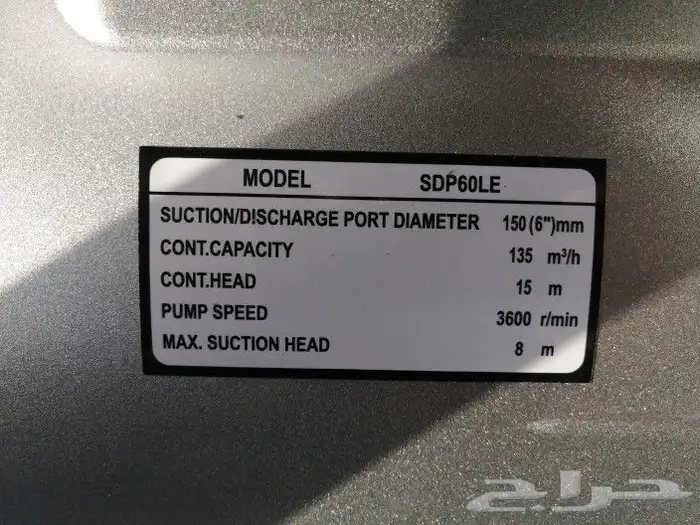 MODEL SDP60LE
SUCTION/DISCHARGE PORT DIAMETER 150 (6")mm
CONT.CAPACITY 135 m³/h
CONT.HEAD 15 m
PUMP SPEED 3600 r/min
MAX. SUCTION HEAD 8 m
حراج